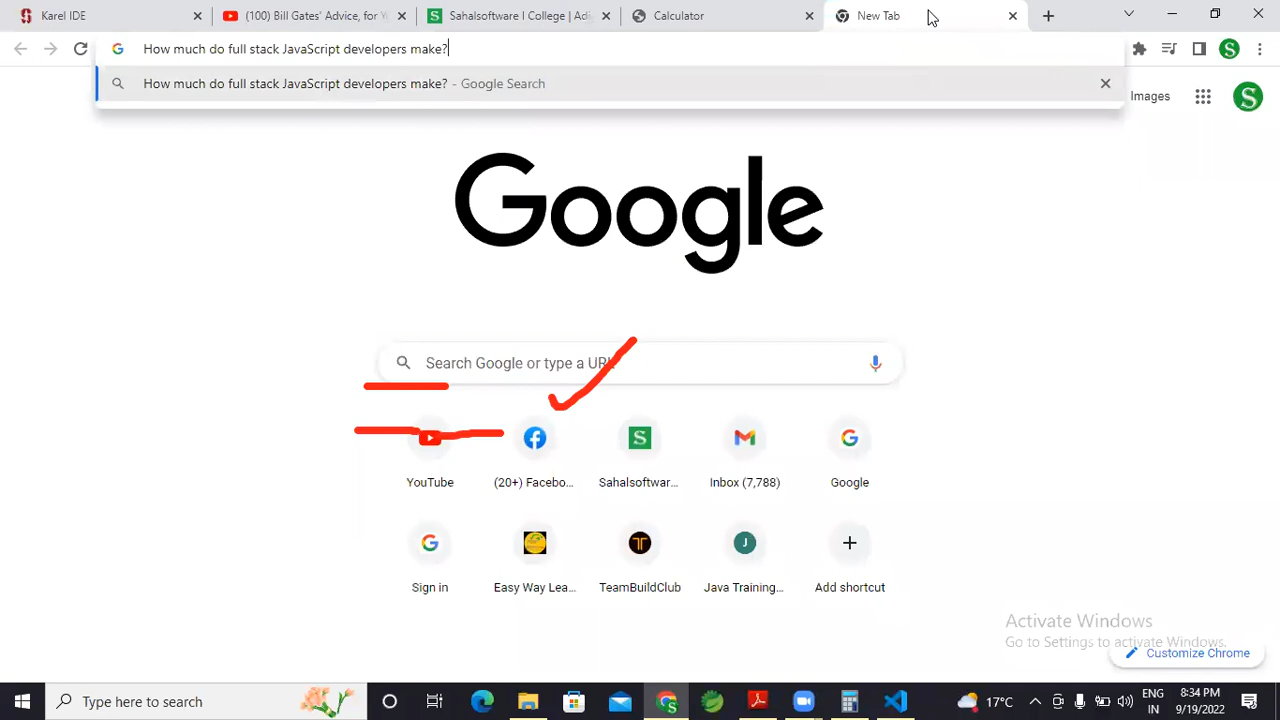 Karel IDE
(100) Bill Gates' Advice, for Y
Sahalsoftware I College | Adi
Calculator
New Tab
How much do full stack JavaScript developers make?
How much do full stack JavaScript developers make? - Google Search
Images
S
Google
Search Google or type a URL
YouTube
(20+) Facebo...
Sahalsoftwar...
Inbox (7,788)
Google
Sign in
Easy Way Lea...
TeamBuildClub
Java Training...
Add shortcut
Activate Windows
Go to Settings to activate Windows.
Customize Chrome
Type here to search
17°C
ENG
IN
8:34 PM
9/19/2022